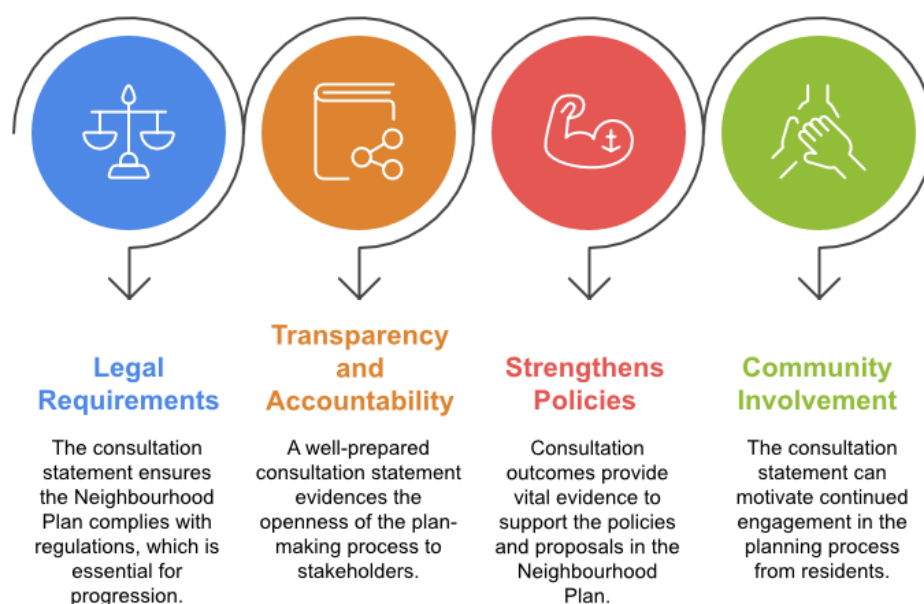 Legal
Requirements
The consultation
statement ensures
the Neighbourhood
Plan complies with
regulations, which is
essential for
progression.
Transparency
and
Accountability
A well-prepared
consultation statement
evidences the
openness of the plan-
making process to
stakeholders.
Strengthens
Policies
Consultation
outcomes provide
vital evidence to
support the policies
and proposals in the
Neighbourhood
Plan.
Community
Involvement
The consultation
statement can
motivate continued
engagement in the
planning process
from residents.